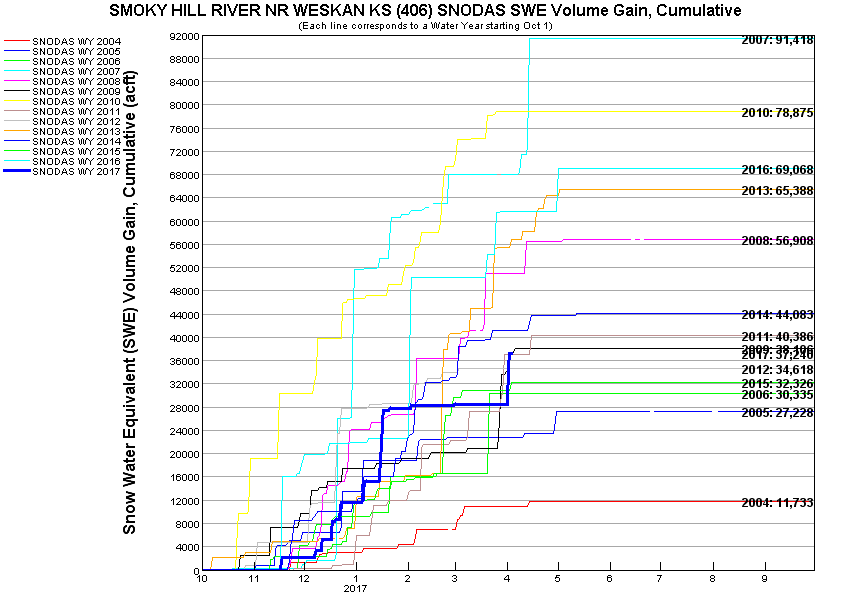 SMOKY HILL RIVER NR WESKAN KS (406) SNODAS SWE Volume Gain, Cumulative
(Each line corresponds to a Water Year starting Oct 1)
SNODAS WY 2004
SNODAS WY 2005
SNODAS WY 2006
SNODAS WY 2007
SNODAS WY 2008
SNODAS WY 2009
SNODAS WY 2010
SNODAS WY 2011
SNODAS WY 2012
SNODAS WY 2013
SNODAS WY 2014
SNODAS WY 2015
SNODAS WY 2016
SNODAS WY 2017
Snow Water Equivalent (SWE) Volume Gain, Cumulative (acft)
92000
88000
84000
80000
76000
72000
68000
64000
60000
56000
52000
48000
44000
40000
36000
32000
28000
24000
20000
16000
12000
8000
4000
0
2007: 91,418
2010: 78,875
2016: 69,068
2013: 65,388
2008: 56,908
2014: 44,083
2011: 40,386
2017: 37,240
2012: 34,618
2015: 32,326
2006: 30,335
2005: 27,228
2004: 11,733
10 11 12 1 2 3 4 5 6 7 8 9
2017